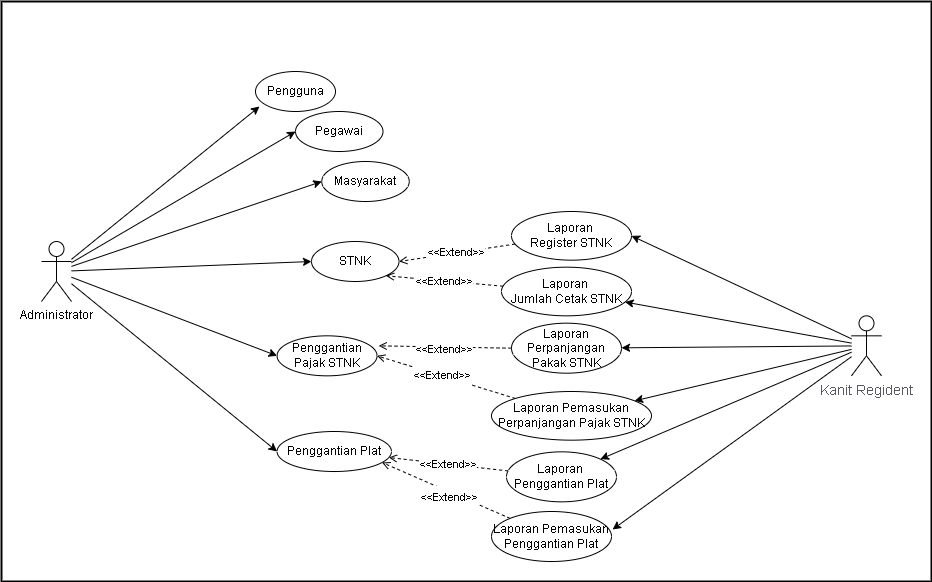 Pengguna
Pegawai
Masyarakat
Laporan
Register STNK
<<Extend>>
STNK
<<Extend>>
Laporan
Jumlah Cetak STNK
Administrator
Laporan
Perpanjangan
Pakak STNK
<<Extend>>
Penggantian
Pajak STNK
<<Extend>>
Kanit Regident
Laporan Pemasukan
Perpanjangan Pajak STNK
Penggantian Plat
<<Extend>>
Laporan
Penggantian Plat
<<Extend>>
Laporan Pemasukan
Penggantian Plat